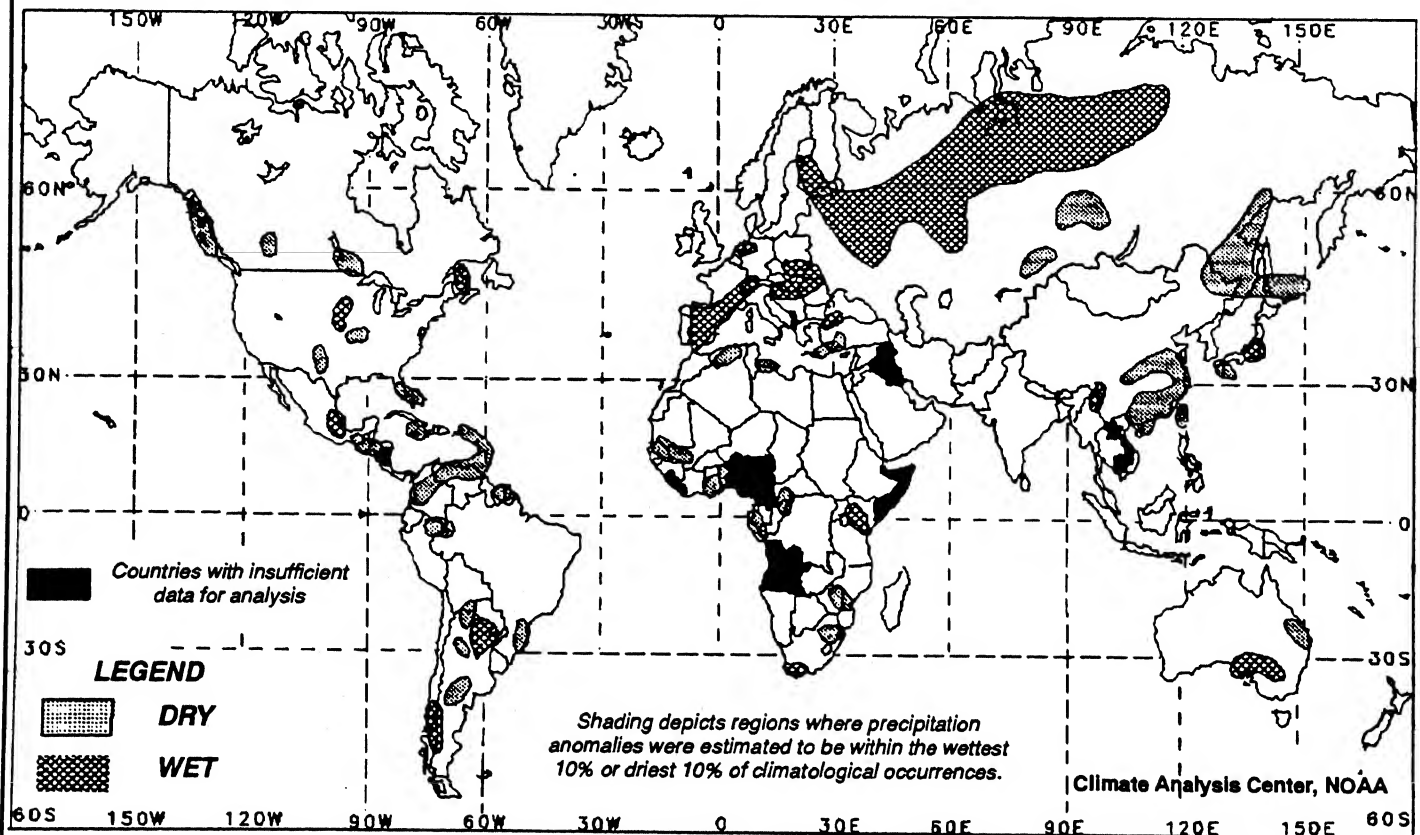 150W 90W 60W 30W 0 30E 60E 90E 120E 150E
60N 60N
30N 30N
0 0
Countries with insufficient
data for analysis
30S 30S
LEGEND
DRY
WET
Shading depicts regions where precipitation
anomalies were estimated to be within the wettest
10% or driest 10% of climatological occurrences.
Climate Analysis Center, NOAA
60S 150W 120W 90W 60W 30W 0 30E 60E 90E 120E 150E 60S